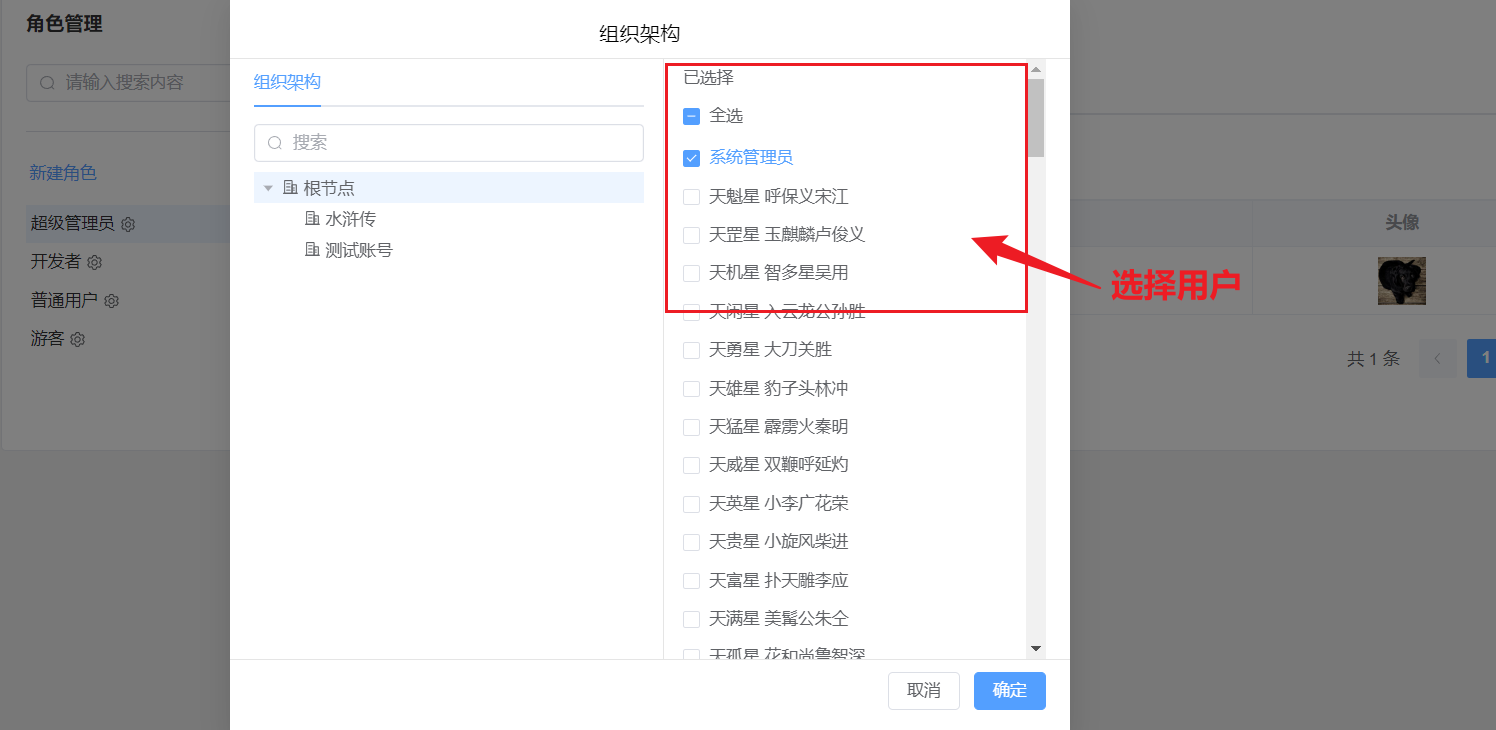 角色管理
请输入搜索内容
新建角色
超级管理员
开发者
普通用户
游客
组织架构
组织架构
搜索
根节点
水浒传
测试账号
已选择
全选
系统管理员
天魁星 呼保义宋江
天罡星 玉麒麟卢俊义
天机星 智多星吴用
天闲星 入云龙公孙胜
天勇星 大刀关胜
天雄星 豹子头林冲
天猛星 霹雳火秦明
天威星 双鞭呼延灼
天英星 小李广花荣
天贵星 小旋风柴进
天富星 扑天雕李应
天满星 美髯公朱仝
天孤星 花和尚鲁智深
取消
确定
选择用户
头像
共 1 条
1